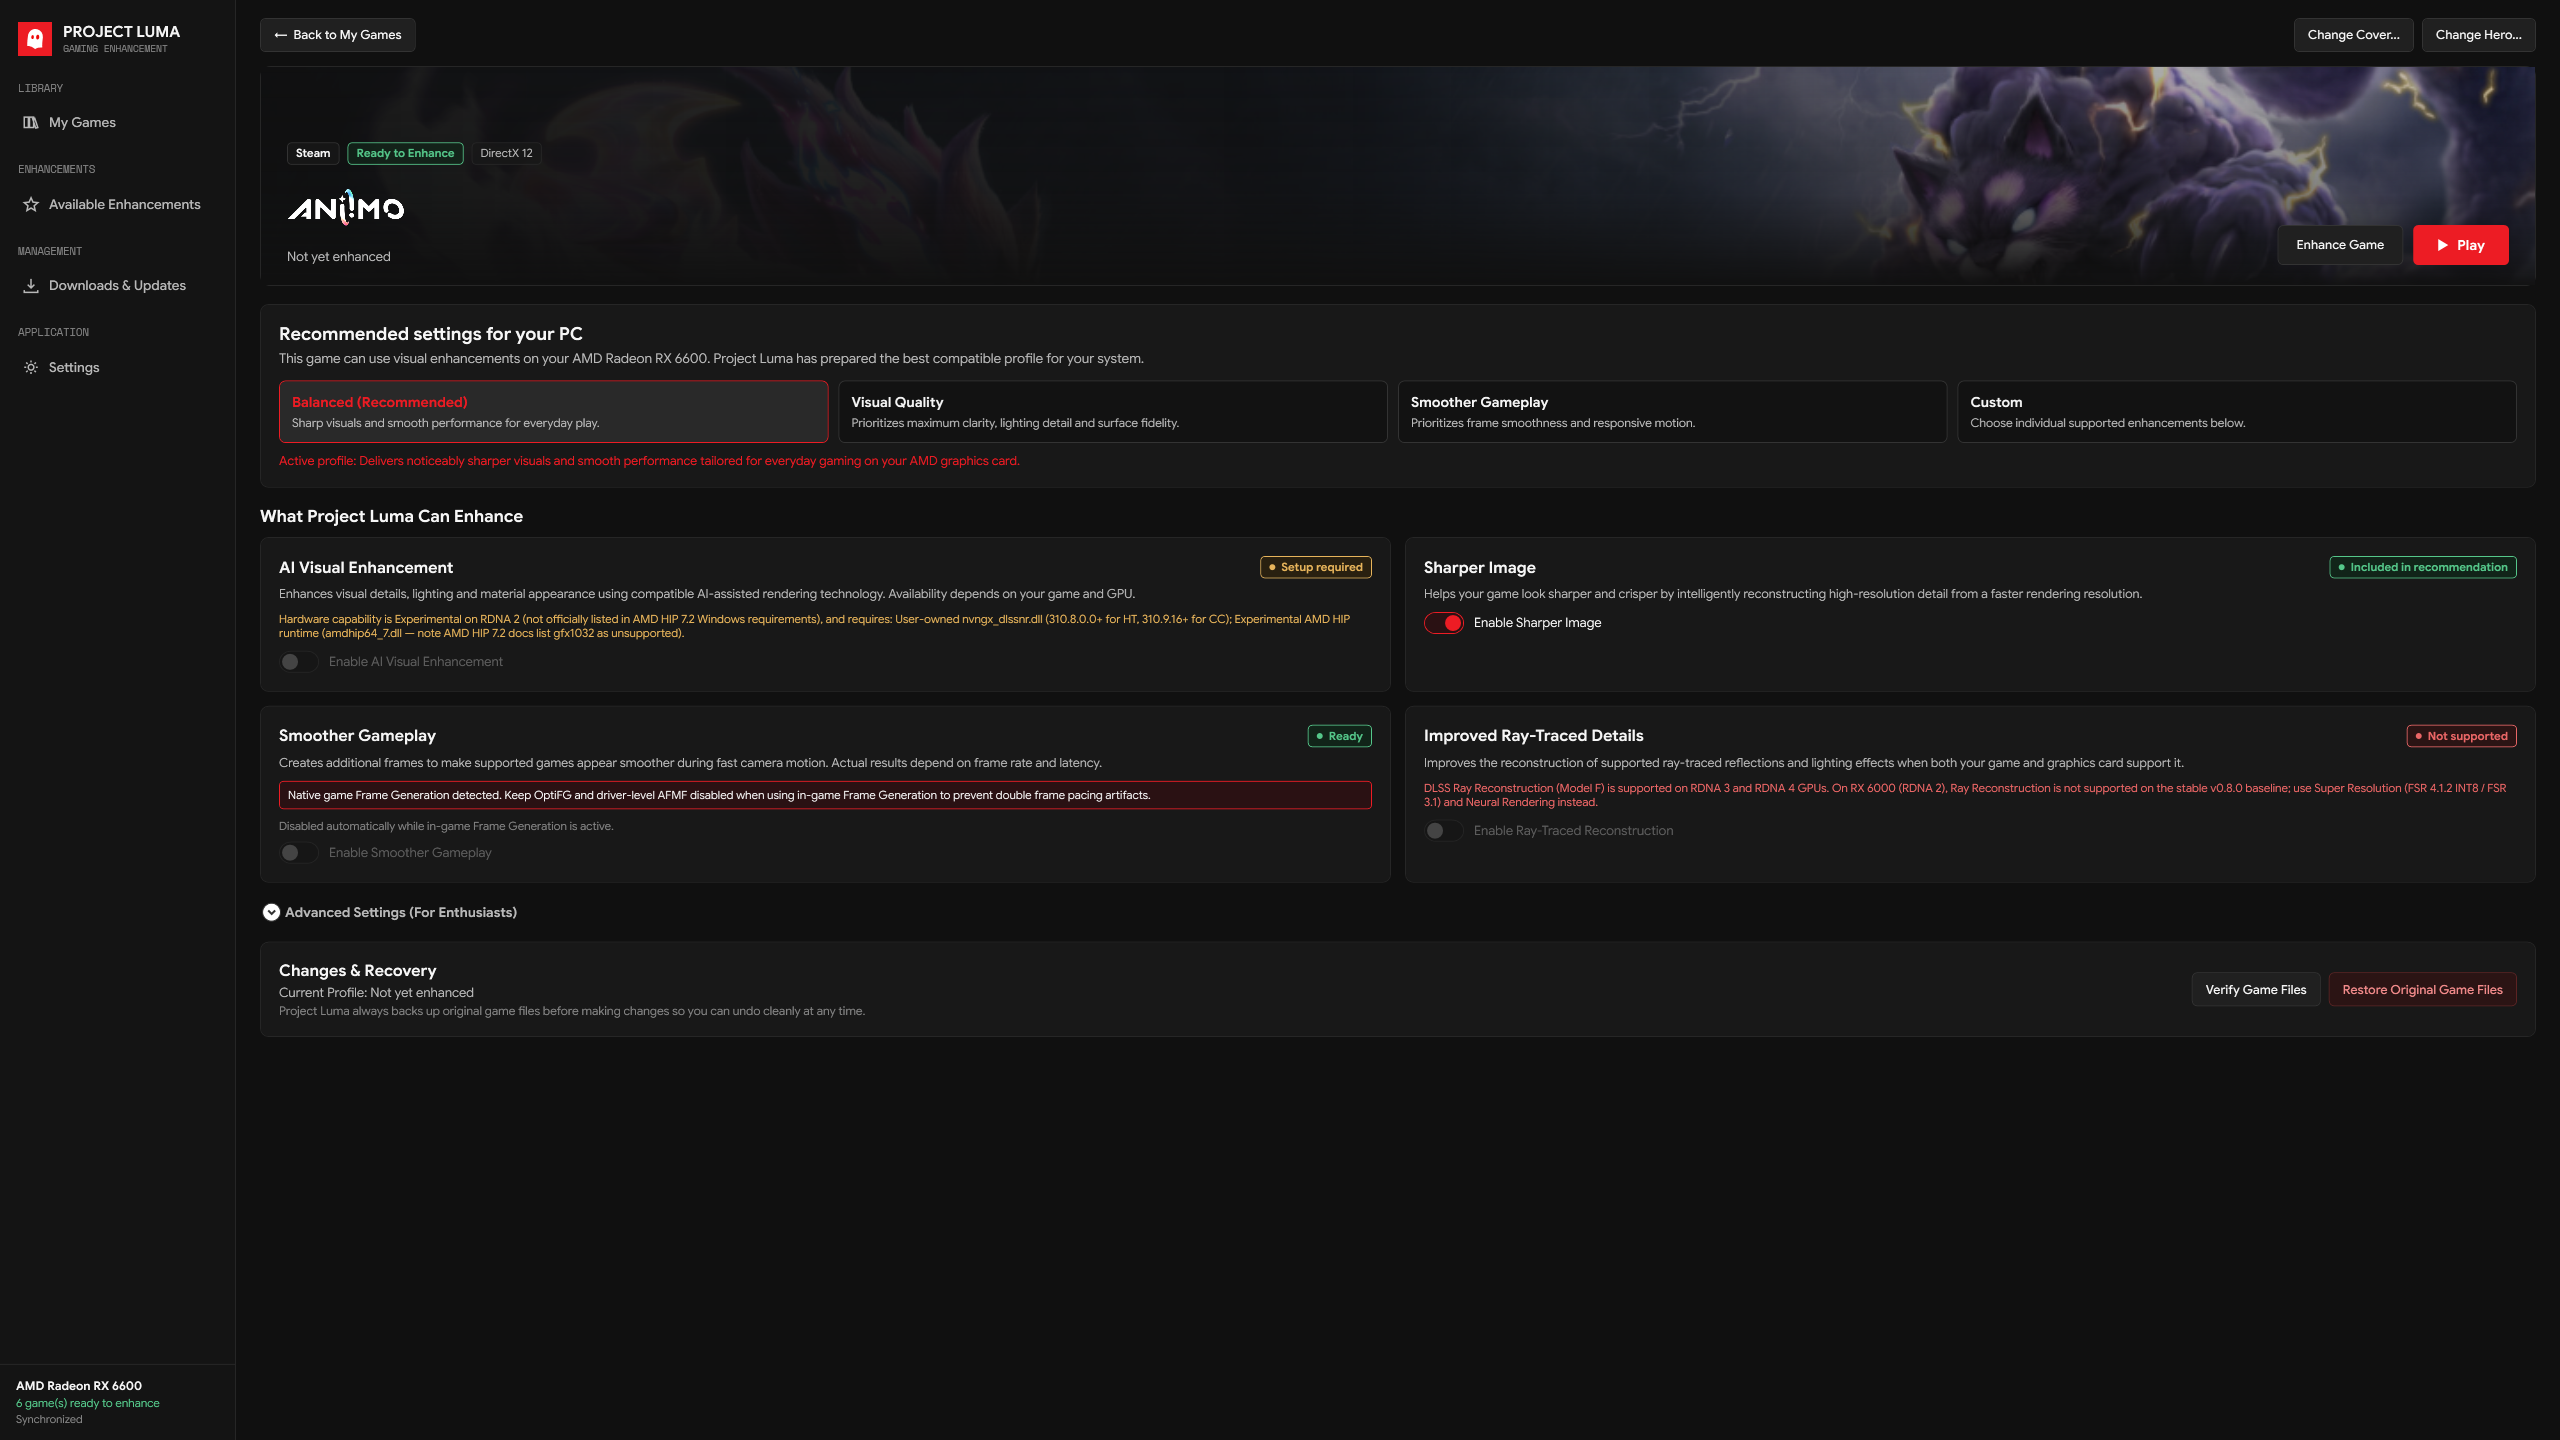 PROJECT LUMA
GAMING ENHANCEMENT
LIBRARY
My Games
ENHANCEMENTS
Available Enhancements
MANAGEMENT
Downloads & Updates
APPLICATION
Settings
← Back to My Games
Change Cover...
Change Hero...
Steam
Ready to Enhance
DirectX 12
ANiiMO
Not yet enhanced
Enhance Game
Play
Recommended settings for your PC
This game can use visual enhancements on your AMD Radeon RX 6600. Project Luma has prepared the best compatible profile for your system.
Balanced (Recommended)
Sharp visuals and smooth performance for everyday play.
Visual Quality
Prioritizes maximum clarity, lighting detail and surface fidelity.
Smoother Gameplay
Prioritizes frame smoothness and responsive motion.
Custom
Choose individual supported enhancements below.
Active profile: Delivers noticeably sharper visuals and smooth performance tailored for everyday gaming on your AMD graphics card.
What Project Luma Can Enhance
AI Visual Enhancement
Setup required
Enhances visual details, lighting and material appearance using compatible AI-assisted rendering technology. Availability depends on your game and GPU.
Hardware capability is Experimental on RDNA 2 (not officially listed in AMD HIP 7.2 Windows requirements), and requires: User-owned nvngx_dlssnr.dll (310.8.0.0+ for HT, 310.9.16+ for CC); Experimental AMD HIP
runtime (amdhip64_7.dll — note AMD HIP 7.2 docs list gfx1032 as unsupported).
Enable AI Visual Enhancement
Sharper Image
Included in recommendation
Helps your game look sharper and crisper by intelligently reconstructing high-resolution detail from a faster rendering resolution.
Enable Sharper Image
Smoother Gameplay
Ready
Creates additional frames to make supported games appear smoother during fast camera motion. Actual results depend on frame rate and latency.
Native game Frame Generation detected. Keep OptiFG and driver-level AFMF disabled when using in-game Frame Generation to prevent double frame pacing artifacts.
Disabled automatically while in-game Frame Generation is active.
Enable Smoother Gameplay
Improved Ray-Traced Details
Not supported
Improves the reconstruction of supported ray-traced reflections and lighting effects when both your game and graphics card support it.
DLSS Ray Reconstruction (Model F) is supported on RDNA 3 and RDNA 4 GPUs. On RX 6000 (RDNA 2), Ray Reconstruction is not supported on the stable v0.8.0 baseline; use Super Resolution (FSR 4.1.2 INT8 / FSR
3.1) and Neural Rendering instead.
Enable Ray-Traced Reconstruction
Advanced Settings (For Enthusiasts)
Changes & Recovery
Current Profile: Not yet enhanced
Project Luma always backs up original game files before making changes so you can undo cleanly at any time.
Verify Game Files
Restore Original Game Files
AMD Radeon RX 6600
6 game(s) ready to enhance
Synchronized